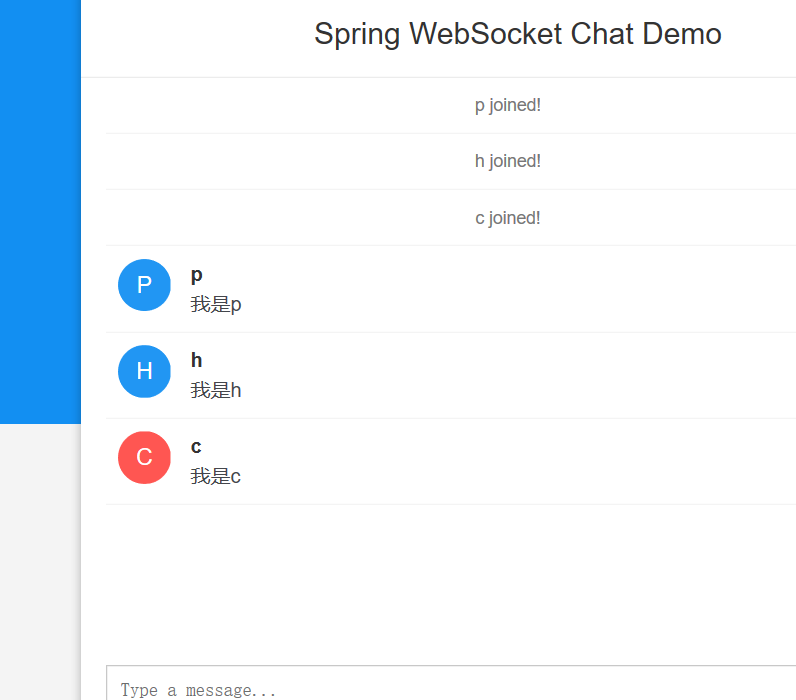 Spring WebSocket Chat Demo
p joined!
h joined!
c joined!
P
p
我是p
H
h
我是h
C
c
我是c
Type a message...